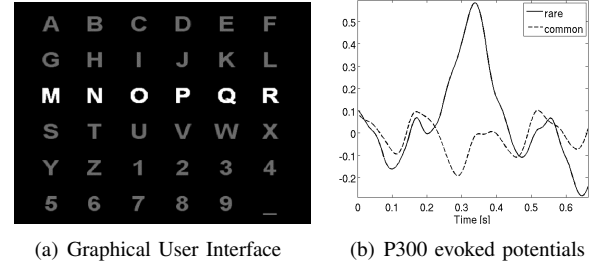 A B C D E F
G H I J K L
M N O P Q R
S T U V W X
Y Z 1 2 3 4
5 6 7 8 9 _
0.5
0.4
0.3
0.2
0.1
0
-0.1
-0.2
rare
common
0 0.1 0.2 0.3 0.4 0.5 0.6
Time [s]
(a) Graphical User Interface
(b) P300 evoked potentials